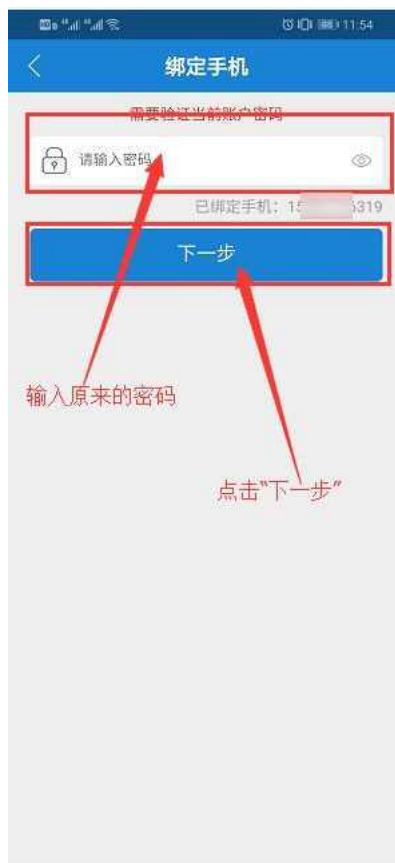 11:54
绑定手机
需要验证当前账户密码
请输入密码
已绑定手机：15 6319
下一步
输入原来的密码
点击“下一步”